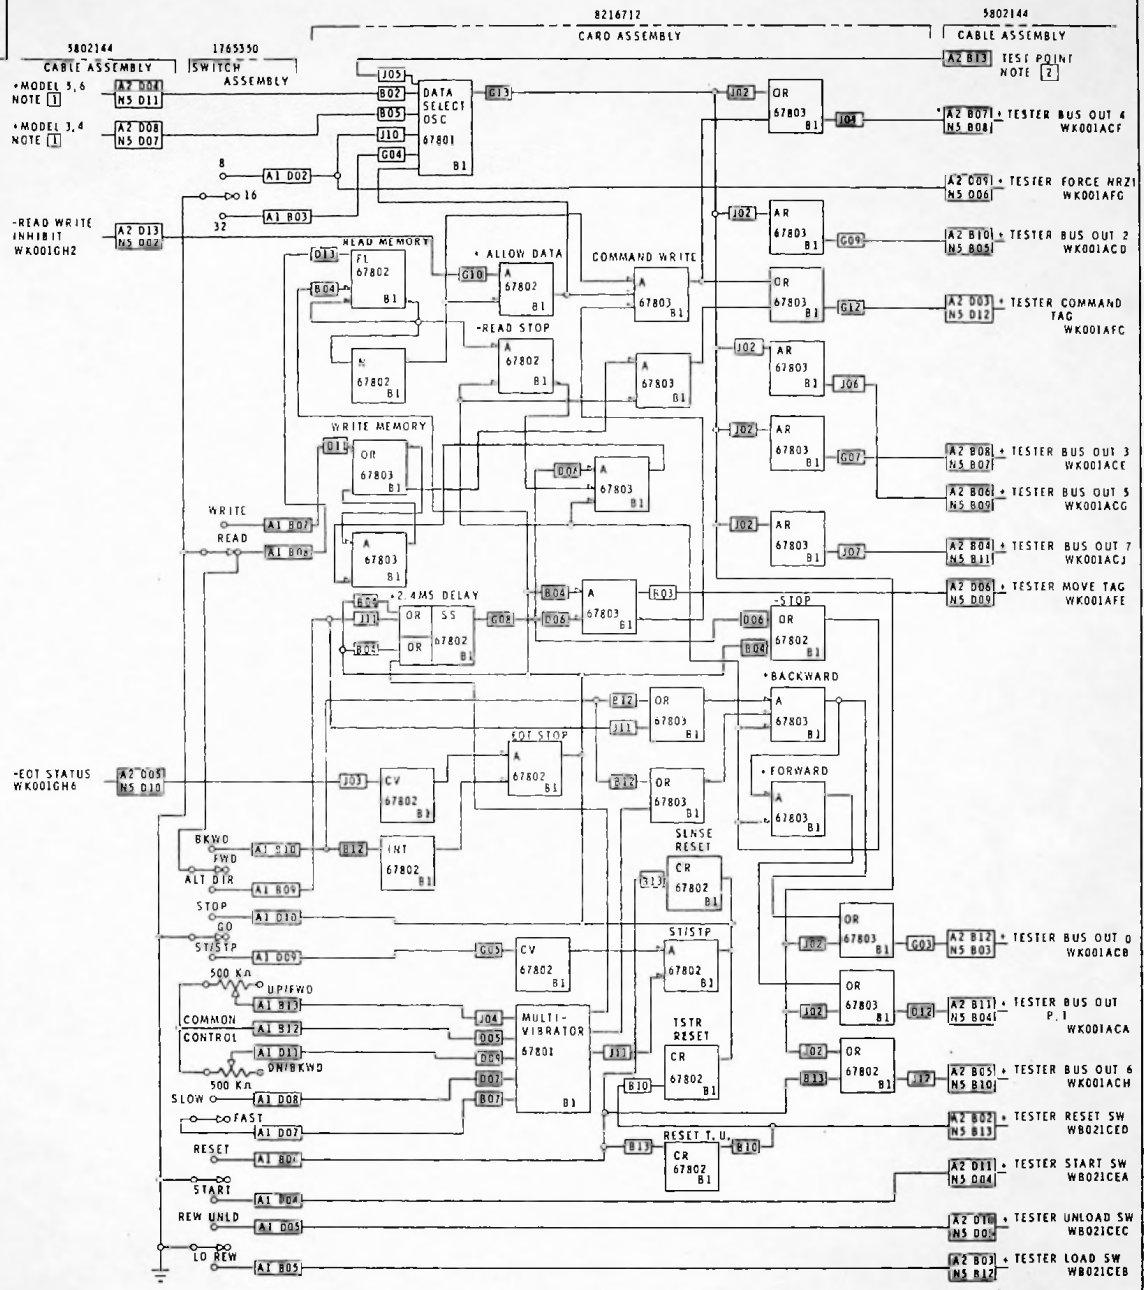 8216712
CARD ASSEMBLY
5802144
CABLE ASSEMBLY
5802144
CABLE ASSEMBLY
1765350
SWITCH
ASSEMBLY
+MODEL 5,6
NOTE 1
A2 D04
N5 D11
+MODEL 3,4
NOTE 1
A2 D08
N5 D07
8
A1 D02
16
32
A1 B03
-READ WRITE
INHIBIT
WK001GH2
A2 D13
N5 D02
J05
B02
B05
J10
G04
DATA
SELECT
OSC
67801
B1
G13
A2 B13
TEST POINT
NOTE 2
J02
OR
67803
B1
J04
A2 B07
N5 B08
+ TESTER BUS OUT 4
WK001ACF
A2 D09
N5 D06
+ TESTER FORCE NRZI
WK001AFG
J02
AR
67803
B1
G09
A2 B10
N5 B05
+ TESTER BUS OUT 2
WK001ACD
READ MEMORY
D13
B04
FL
67802
B1
N
67802
B1
+ ALLOW DATA
G10
A
67802
B1
-READ STOP
A
67802
B1
COMMAND WRITE
A
67803
B1
OR
67803
B1
G12
A2 D03
N5 D12
+ TESTER COMMAND
TAG
WK001AFC
A
67803
B1
J02
AR
67803
B1
J06
J02
AR
67803
B1
G07
A2 B08
N5 B07
+ TESTER BUS OUT 3
WK001ACE
A2 B06
N5 B09
+ TESTER BUS OUT 5
WK001ACG
WRITE MEMORY
D11
OR
67803
B1
A
67803
B1
D06
A
67803
B1
WRITE
A1 B07
READ
A1 B08
J02
AR
67803
B1
J07
A2 B04
N5 B11
+ TESTER BUS OUT 7
WK001ACJ
+2.4MS DELAY
B04
J11
B04
OR
OR
SS
67802
B1
G08
B04
D06
A
67803
B1
B03
A2 D06
N5 D09
+ TESTER MOVE TAG
WK001AFE
-STOP
D06
B04
OR
67802
B1
+BACKWARD
A
67803
B1
B12
J11
OR
67803
B1
EOT STOP
A
67802
B1
B12
OR
67803
B1
+FORWARD
A
67803
B1
-EOT STATUS
WK001GH6
A2 D05
N5 D10
J03
CV
67802
B1
BKWD
A1 B10
B12
INT
67802
B1
FWD
ALT DIR
A1 B09
STOP
A1 D10
GO
ST/STP
A1 D09
G05
CV
67802
B1
SENSE
RESET
B13
CR
67802
B1
ST/STP
A
67802
B1
J02
OR
67803
B1
G03
A2 B12
N5 B03
+ TESTER BUS OUT 0
WK001ACB
500 KΩ
UP/FWD
A1 B13
COMMON
CONTROL
A1 B12
A1 D11
DN/BKWD
500 KΩ
SLOW
A1 D08
FAST
A1 D07
J04
D05
D09
D07
B07
MULTI-
VIBRATOR
67801
B1
J13
TSTR
RESET
B10
CR
67802
B1
J02
OR
67803
B1
D12
A2 B11
N5 B04
+ TESTER BUS OUT
P,1
WK001ACA
J02
B13
OR
67803
B1
J12
A2 B05
N5 B10
+ TESTER BUS OUT 6
WK001ACH
RESET
A1 B04
RESET T.U.
B13
CR
67802
B1
B10
A2 B02
N5 B13
+ TESTER RESET SW
WB021CED
START
A1 D04
A2 D11
N5 D04
+ TESTER START SW
WB021CEA
REW UNLD
A1 D05
A2 D10
+ TESTER UNLOAD SW
WB021CEC
LO REW
A1 B05
A2 B03
N5 B12
+ TESTER LOAD SW
WB021CEB